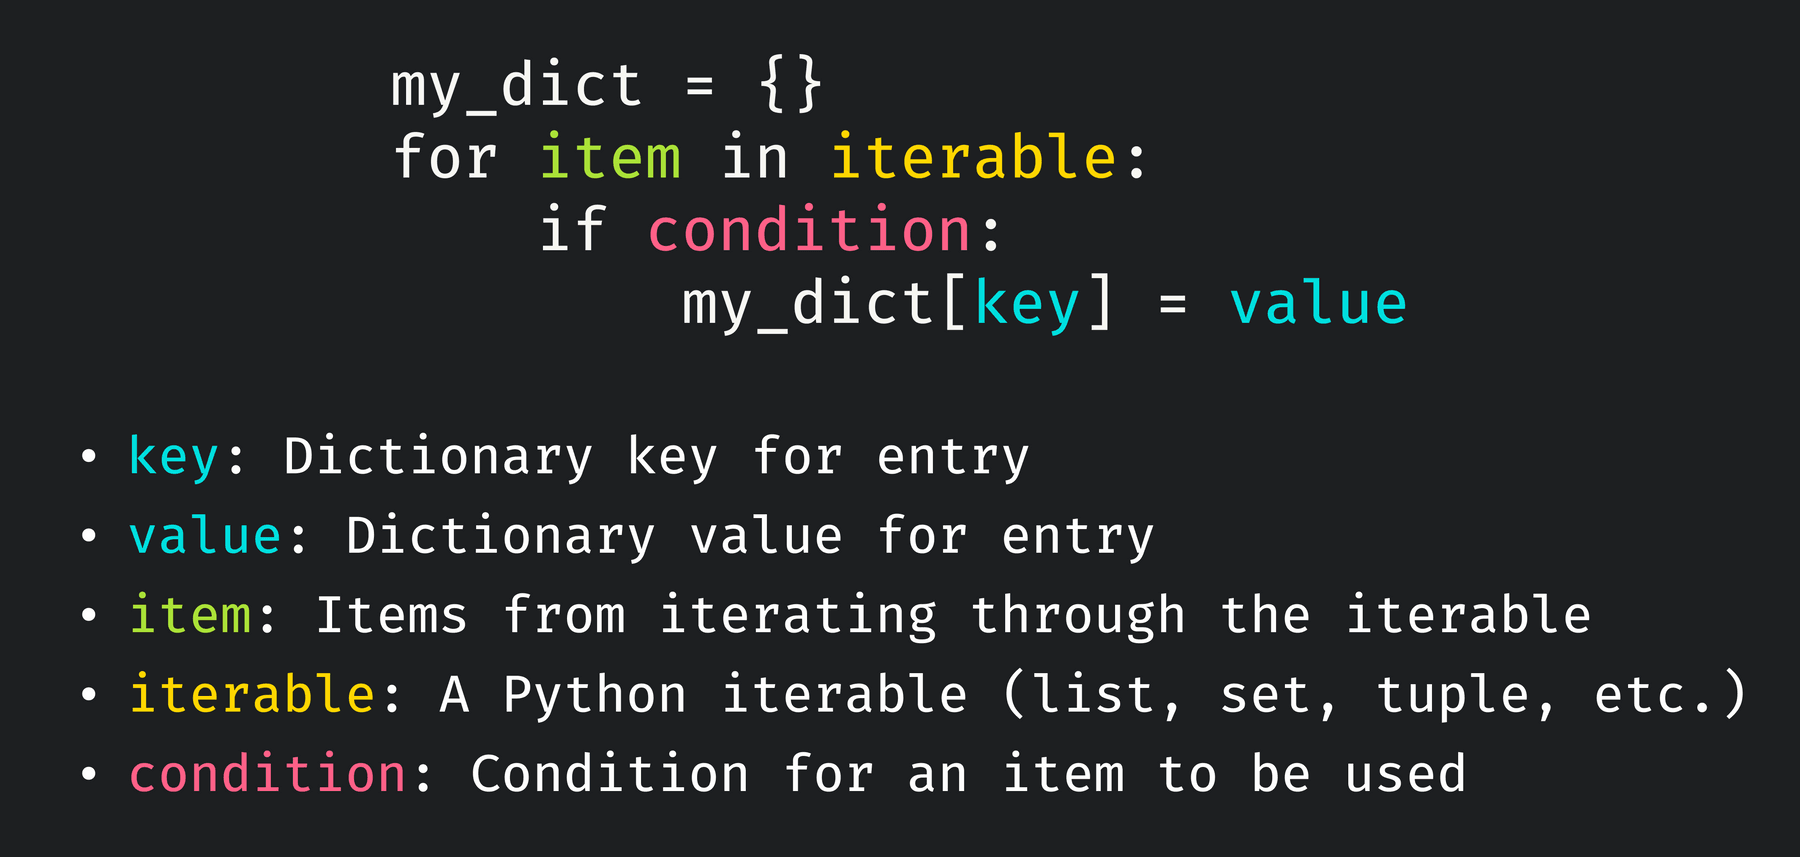 my_dict = {}
for item in iterable:
    if condition:
        my_dict[key] = value
• key: Dictionary key for entry
• value: Dictionary value for entry
• item: Items from iterating through the iterable
• iterable: A Python iterable (list, set, tuple, etc.)
• condition: Condition for an item to be used